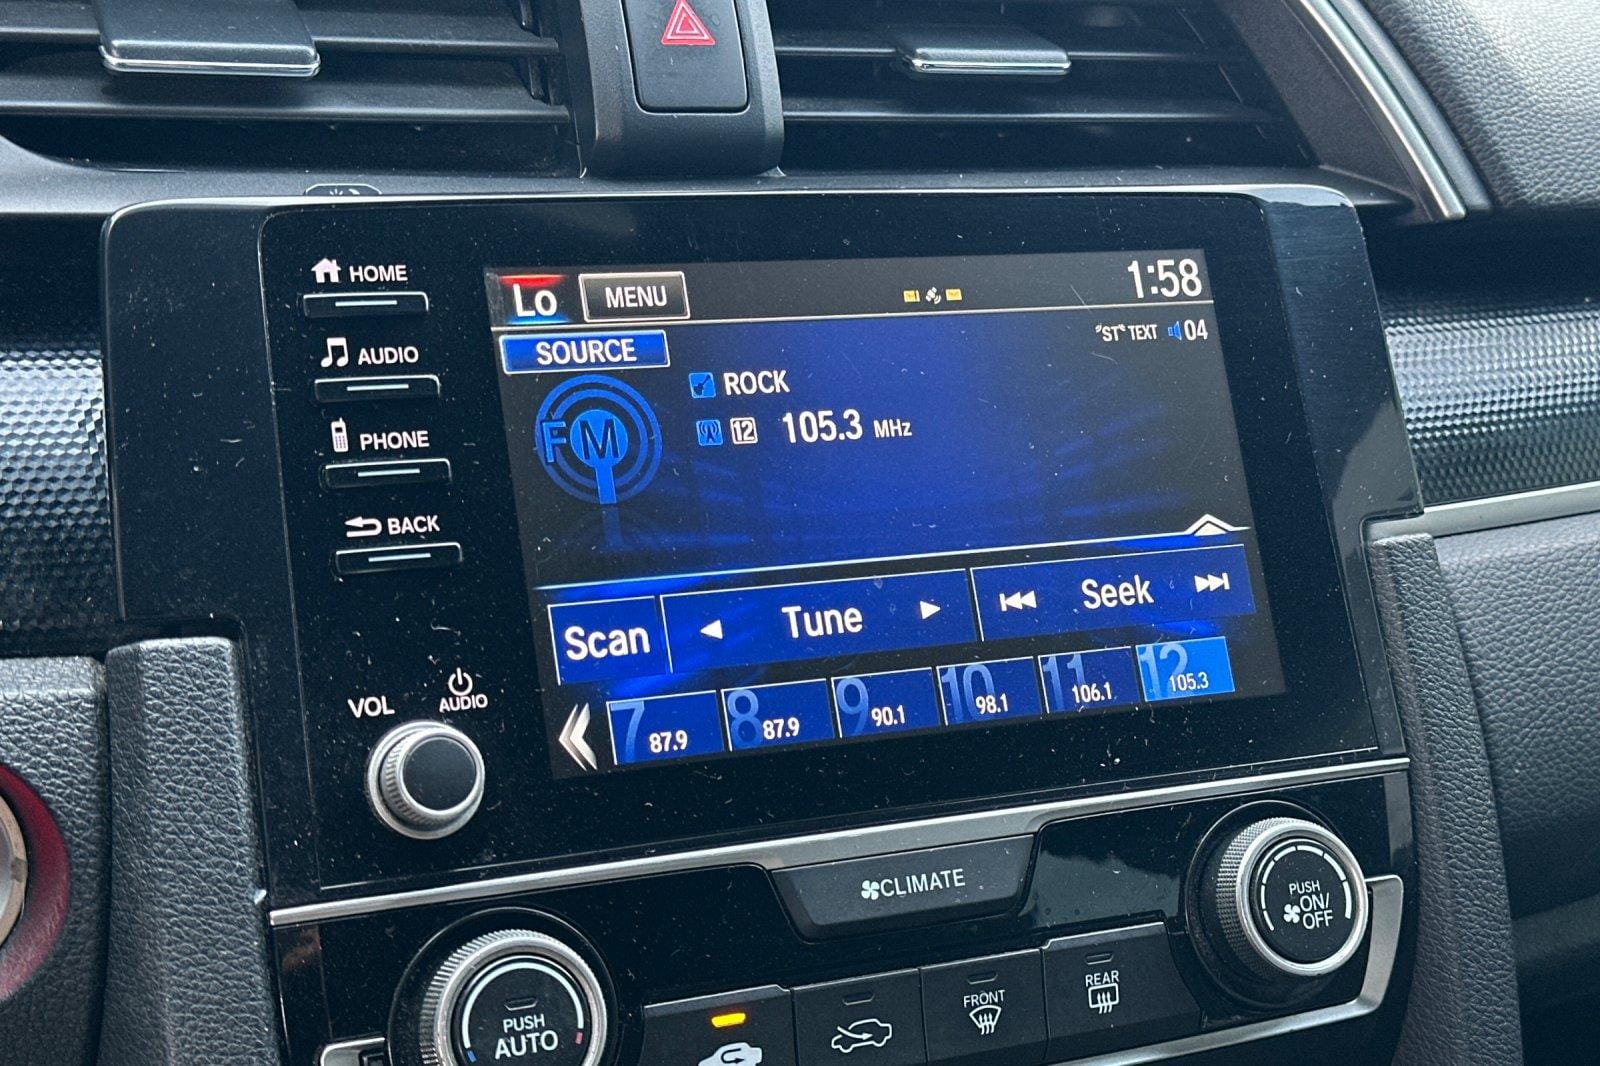 HOME
AUDIO
PHONE
BACK
VOL
AUDIO
Lo
MENU
1:58
SOURCE
"ST" TEXT 04
FM
ROCK
12 105.3 MHz
Scan
Tune
Seek
7 87.9
8 87.9
9 90.1
10 98.1
11 106.1
12 105.3
CLIMATE
PUSH
ON/
OFF
PUSH
AUTO
FRONT
REAR